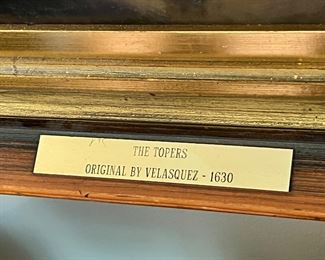 THE TOPERS
ORIGINAL BY VELASQUEZ - 1630